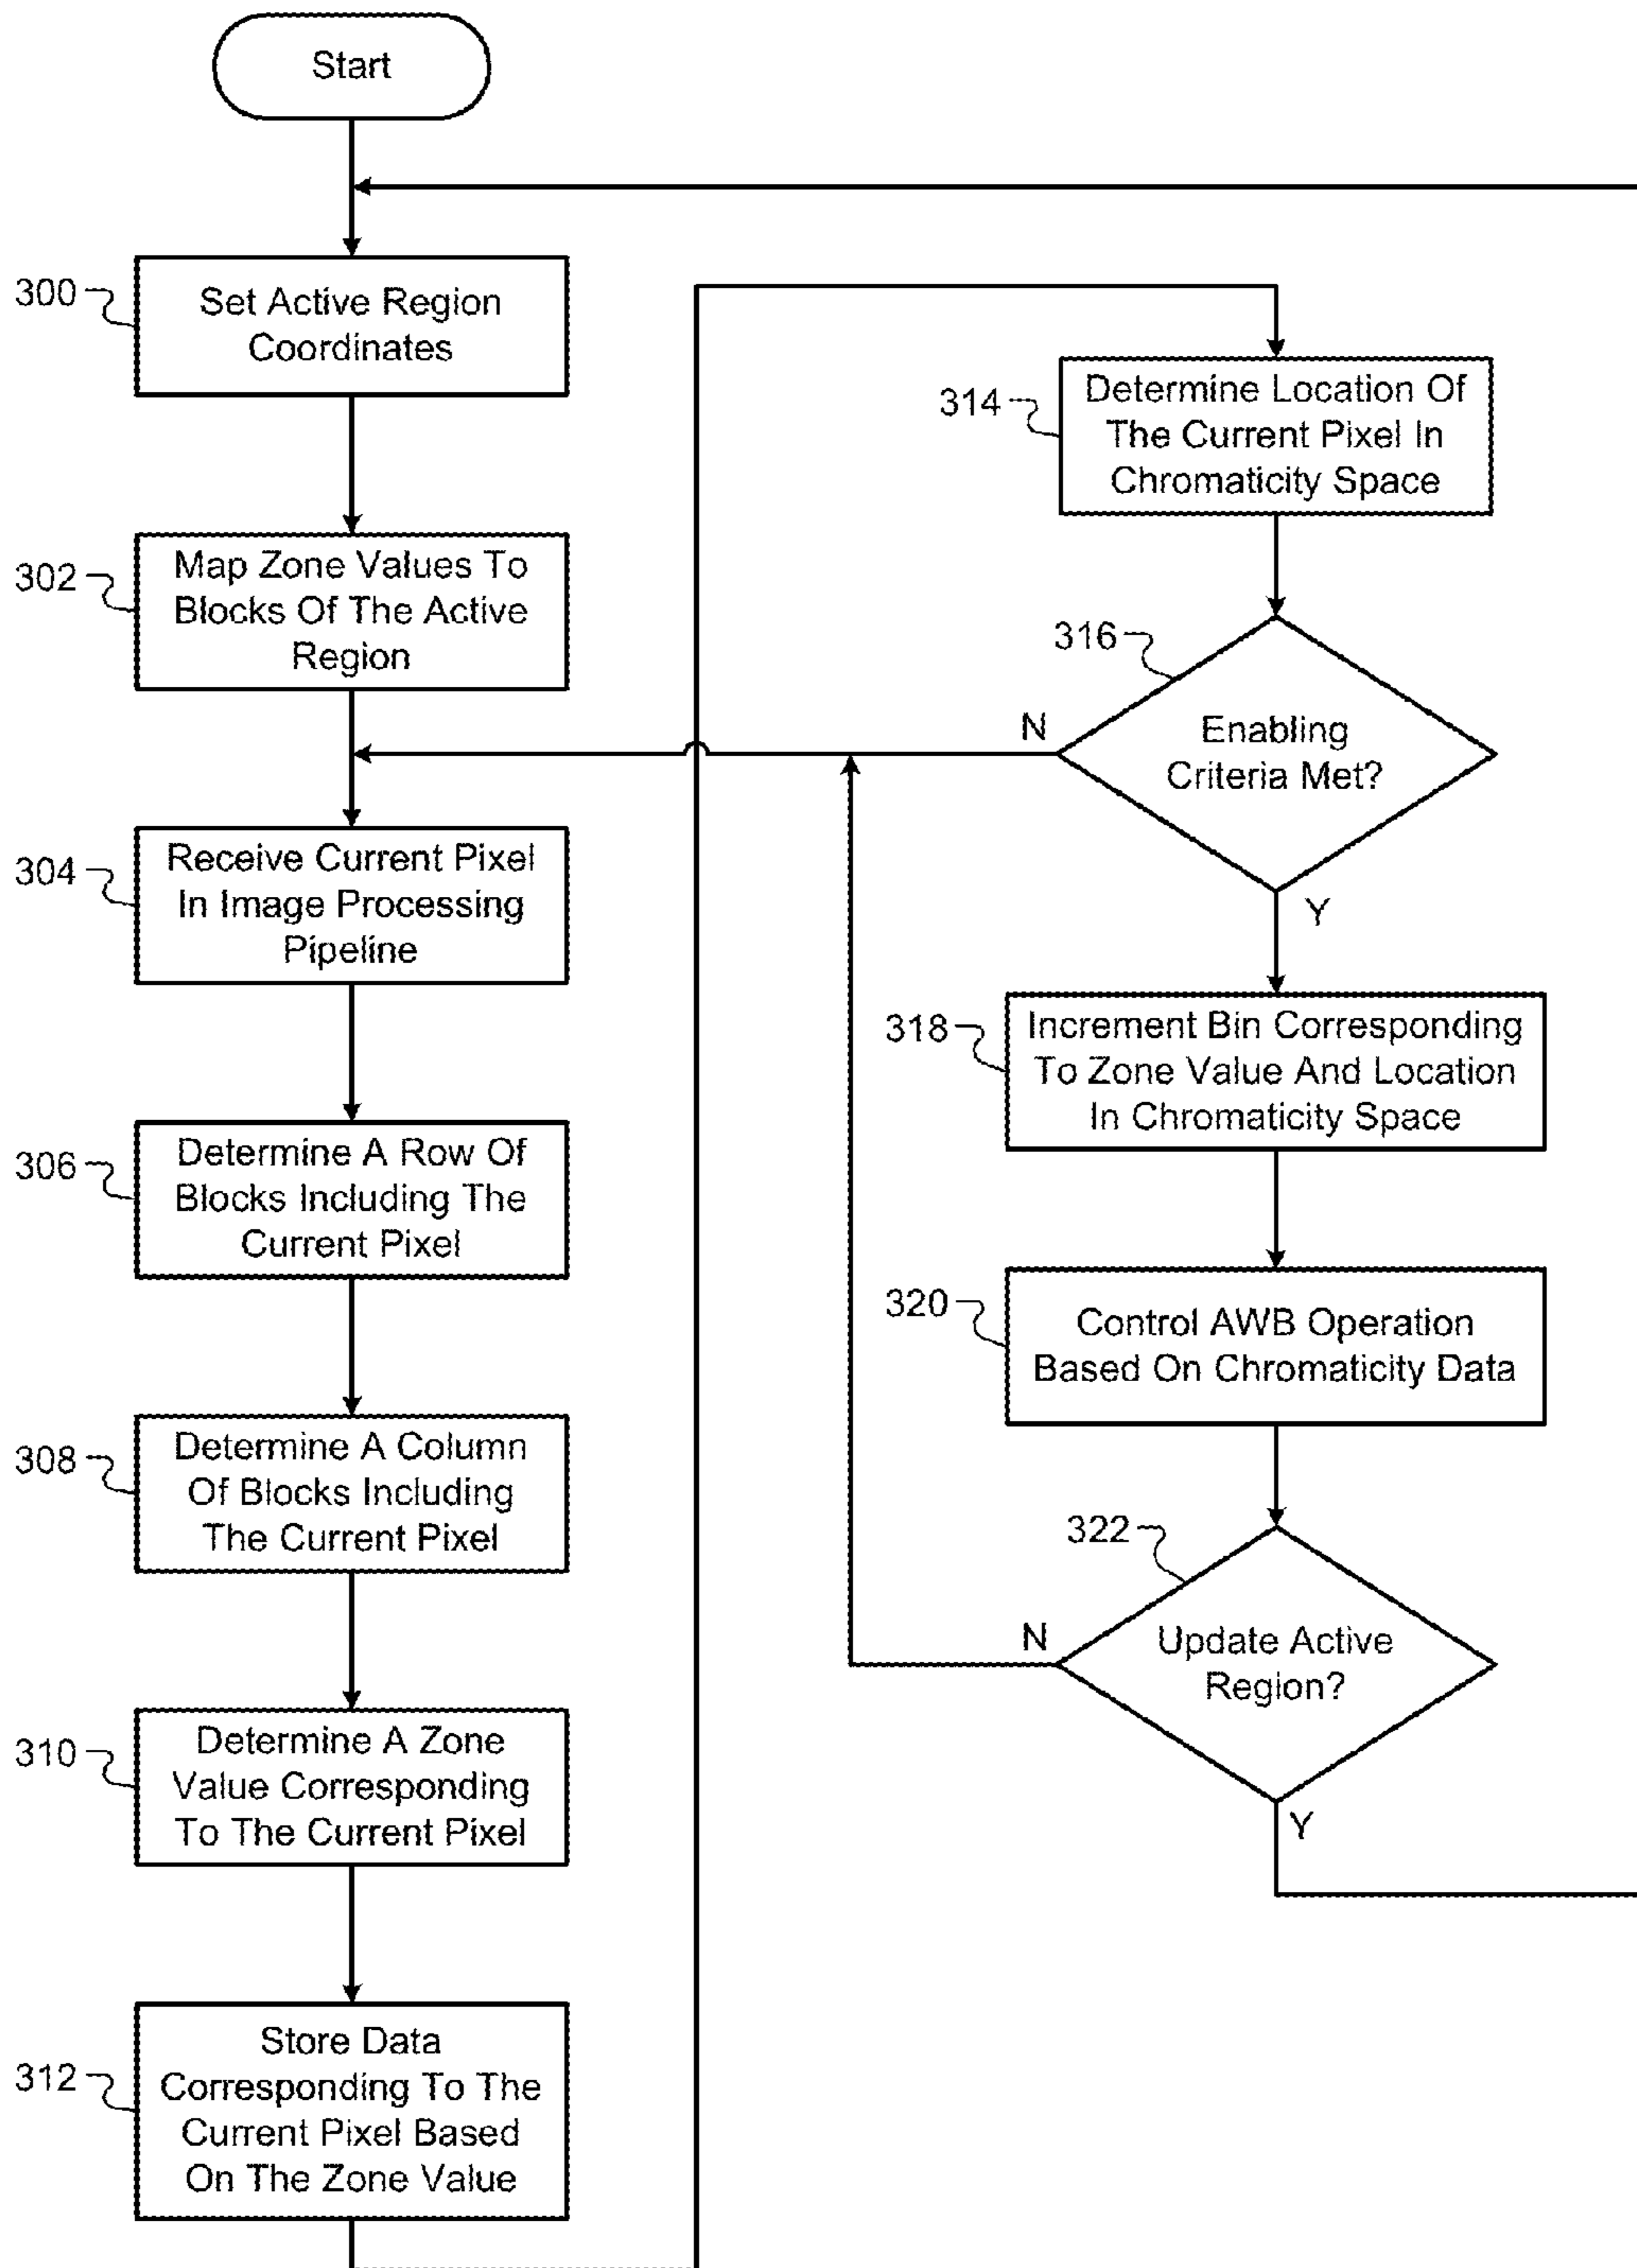 Start
300
Set Active Region
Coordinates
302
Map Zone Values To
Blocks Of The Active
Region
304
Receive Current Pixel
In Image Processing
Pipeline
306
Determine A Row Of
Blocks Including The
Current Pixel
308
Determine A Column
Of Blocks Including
The Current Pixel
310
Determine A Zone
Value Corresponding
To The Current Pixel
312
Store Data
Corresponding To The
Current Pixel Based
On The Zone Value
314
Determine Location Of
The Current Pixel In
Chromaticity Space
316
N
Enabling
Criteria Met?
Y
318
Increment Bin Corresponding
To Zone Value And Location
In Chromaticity Space
320
Control AWB Operation
Based On Chromaticity Data
322
N
Update Active
Region?
Y